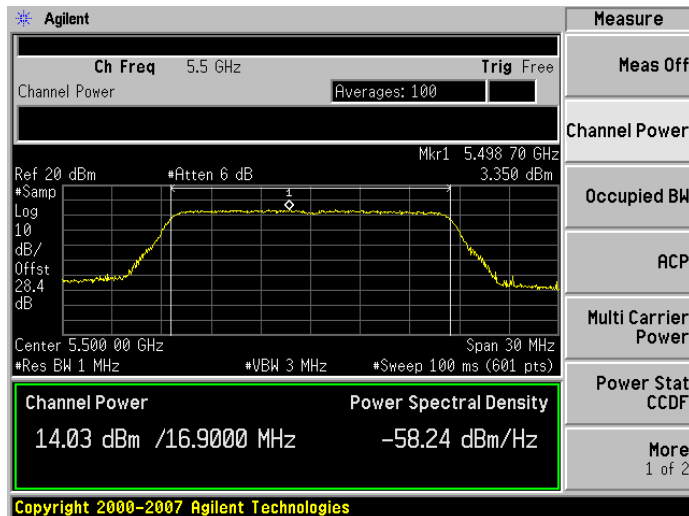 Agilent
Measure
Ch Freq 5.5 GHz Trig Free
Channel Power Averages: 100
Mkr1 5.498 70 GHz
Ref 20 dBm #Atten 6 dB 3.350 dBm
#Samp
Log
10
dB/
Offst
28.4
dB
1
Center 5.500 00 GHz Span 30 MHz
#Res BW 1 MHz #VBW 3 MHz #Sweep 100 ms (601 pts)
Channel Power Power Spectral Density
14.03 dBm /16.9000 MHz -58.24 dBm/Hz
Copyright 2000-2007 Agilent Technologies
Meas Off
Channel Power
Occupied BW
ACP
Multi Carrier
Power
Power Stat
CCDF
More
1 of 2